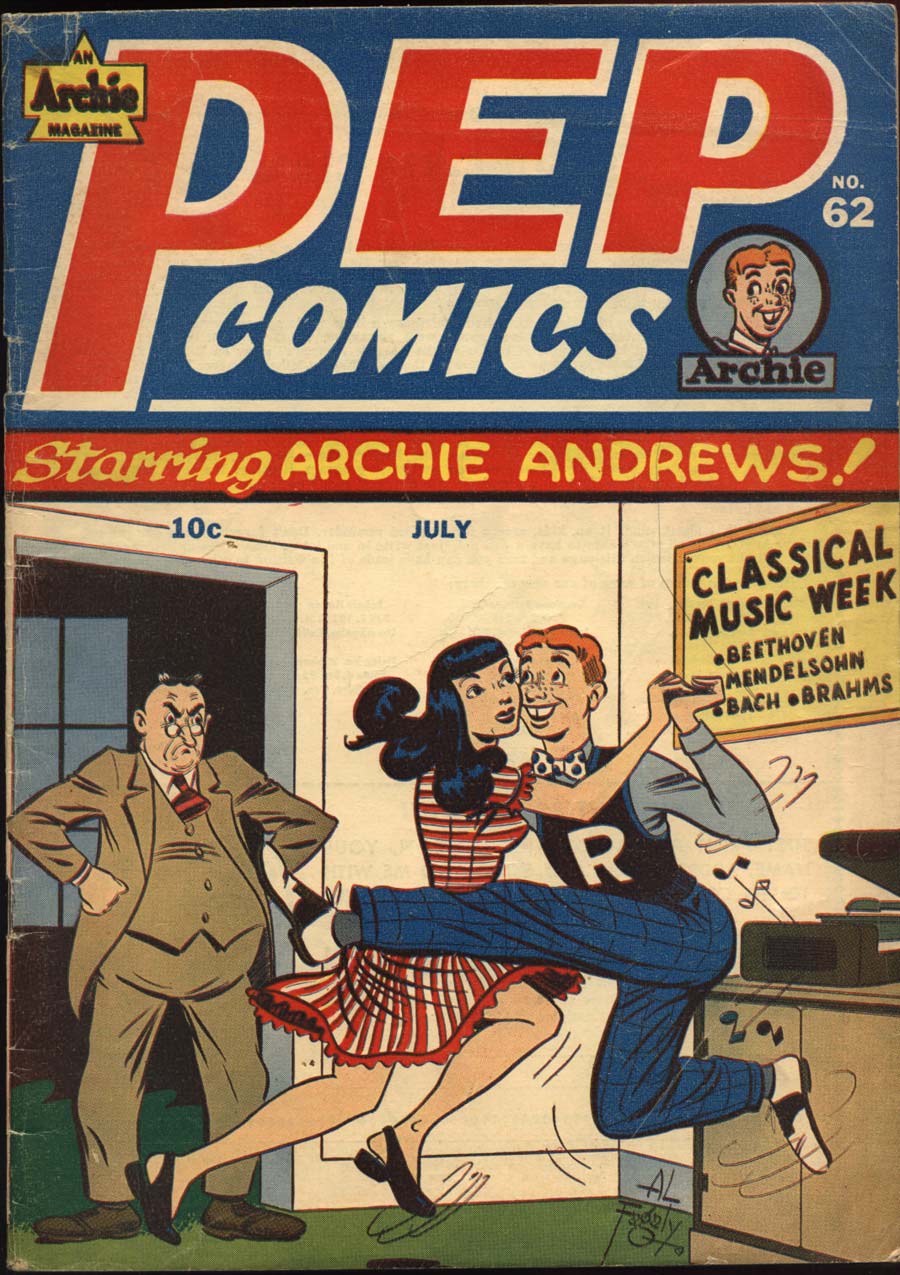 AN
Archie
MAGAZINE
PEP
COMICS
NO.
62
Archie
Starring ARCHIE ANDREWS!
10c
JULY
CLASSICAL
MUSIC WEEK
•BEETHOVEN
•MENDELSOHN
•BACH •BRAHMS
R
AL